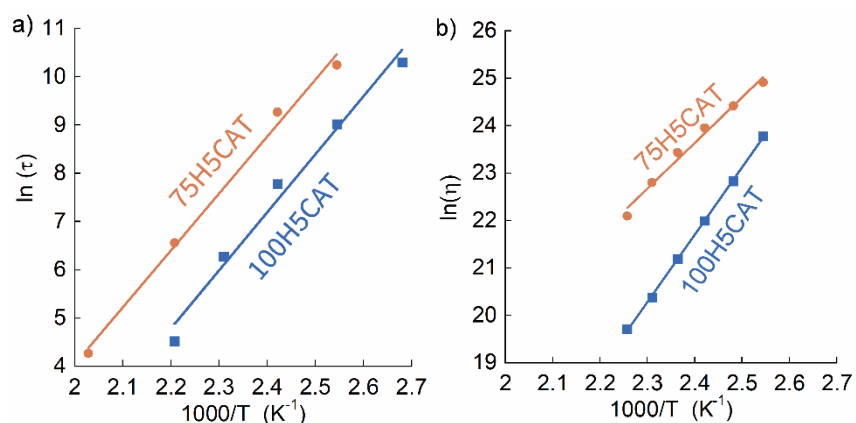 a)
ln (τ)
11
10
9
8
7
6
5
4
75H5CAT
100H5CAT
2 2.1 2.2 2.3 2.4 2.5 2.6 2.7
1000/T (K⁻¹)
b)
ln(η)
26
25
24
23
22
21
20
19
75H5CAT
100H5CAT
2 2.1 2.2 2.3 2.4 2.5 2.6 2.7
1000/T (K⁻¹)